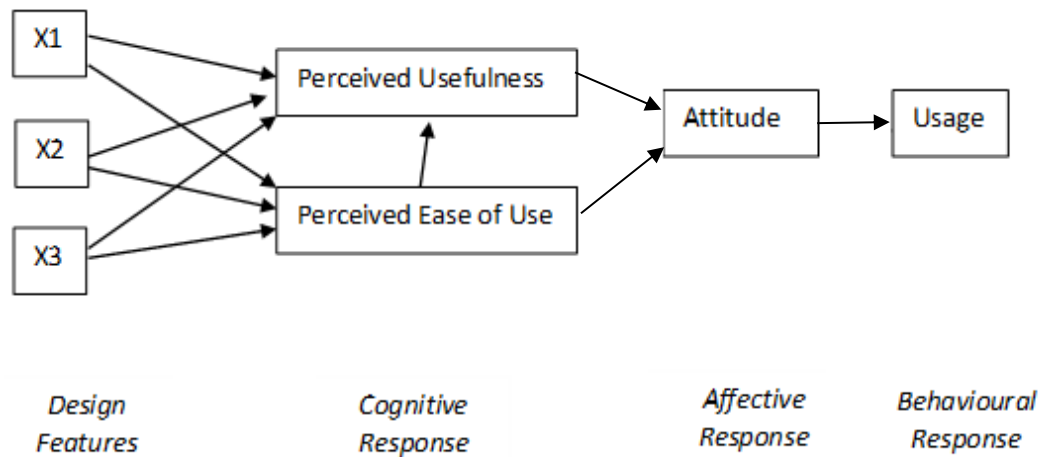 X1
Perceived Usefulness
Attitude
Usage
X2
Perceived Ease of Use
X3
Design
Features
Cognitive
Response
Affective
Response
Behavioural
Response